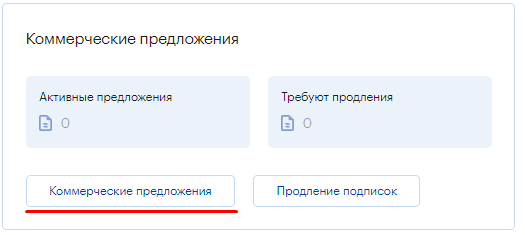 Коммерческие предложения
Активные предложения
0
Требуют продления
0
Коммерческие предложения
Продление подписок